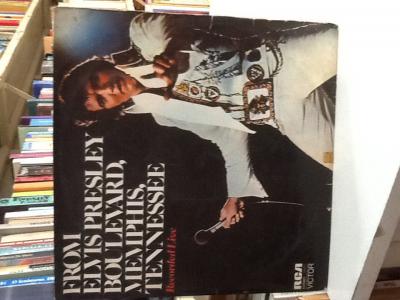 FROM
ELVIS PRESLEY
BOULEVARD,
MEMPHIS,
TENNESSEE
Recorded Live
RCA
VICTOR